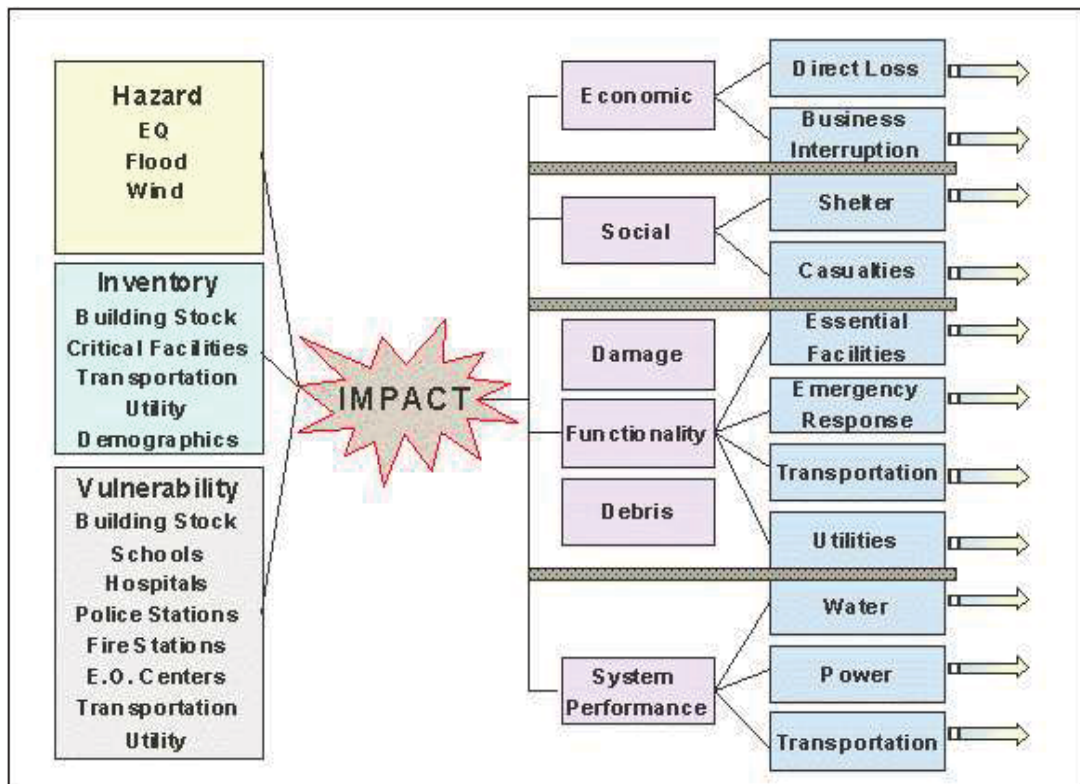 Hazard
EQ
Flood
Wind
Inventory
Building Stock
Critical Facilities
Transportation
Utility
Demographics
Vulnerability
Building Stock
Schools
Hospitals
Police Stations
Fire Stations
E.O. Centers
Transportation
Utility
IMPACT
Economic
Social
Damage
Functionality
Debris
System
Performance
Direct Loss
Business
Interruption
Shelter
Casualties
Essential
Facilities
Emergency
Response
Transportation
Utilities
Water
Power
Transportation